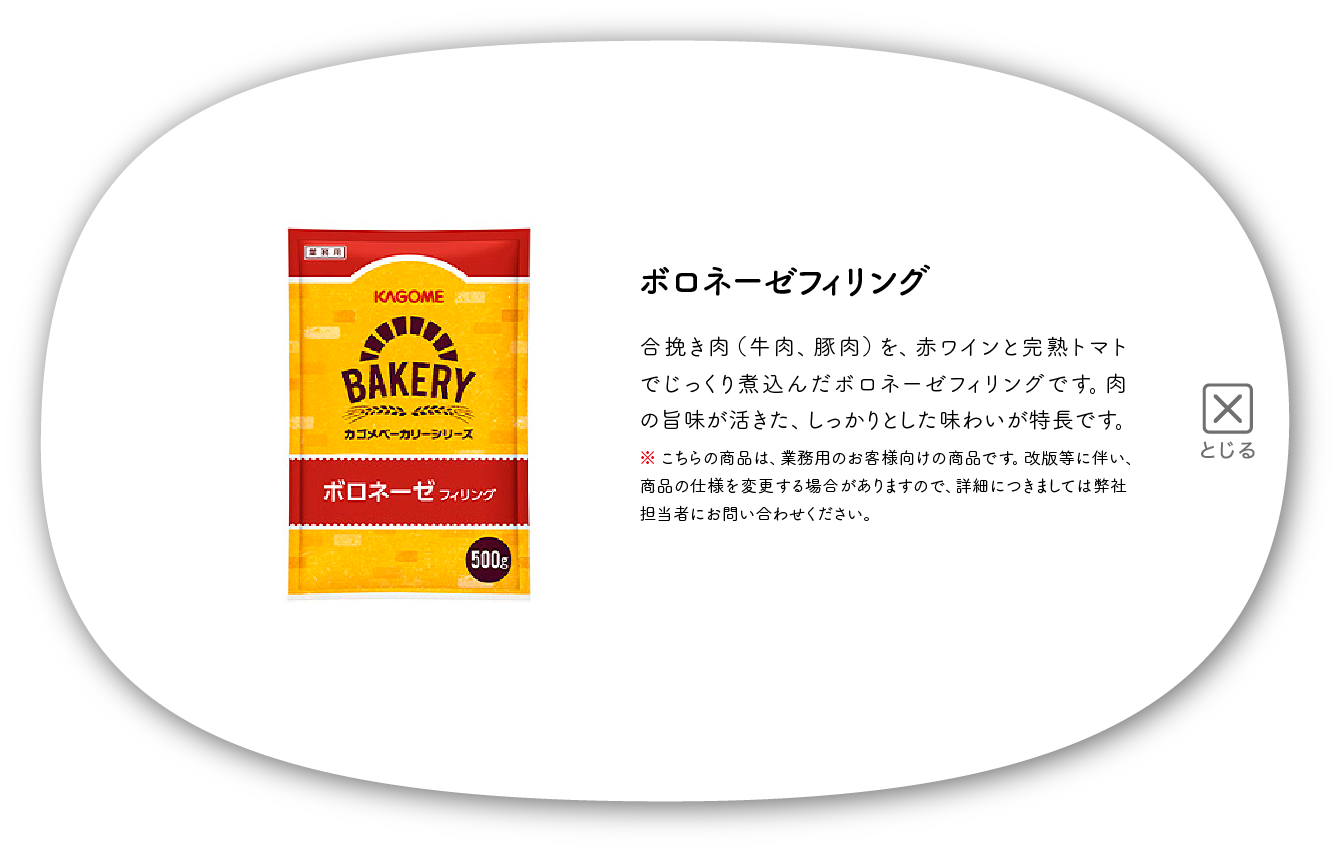 業務用
KAGOME
BAKERY
カゴメベーカリーシリーズ
ボロネーゼ フィリング
500g
ボロネーゼフィリング
合挽き肉（牛肉、豚肉）を、赤ワインと完熟トマト
でじっくり煮込んだボロネーゼフィリングです。肉
の旨味が活きた、しっかりとした味わいが特長です。
※ こちらの商品は、業務用のお客様向けの商品です。改版等に伴い、
商品の仕様を変更する場合がありますので、詳細につきましては弊社
担当者にお問い合わせください。
とじる